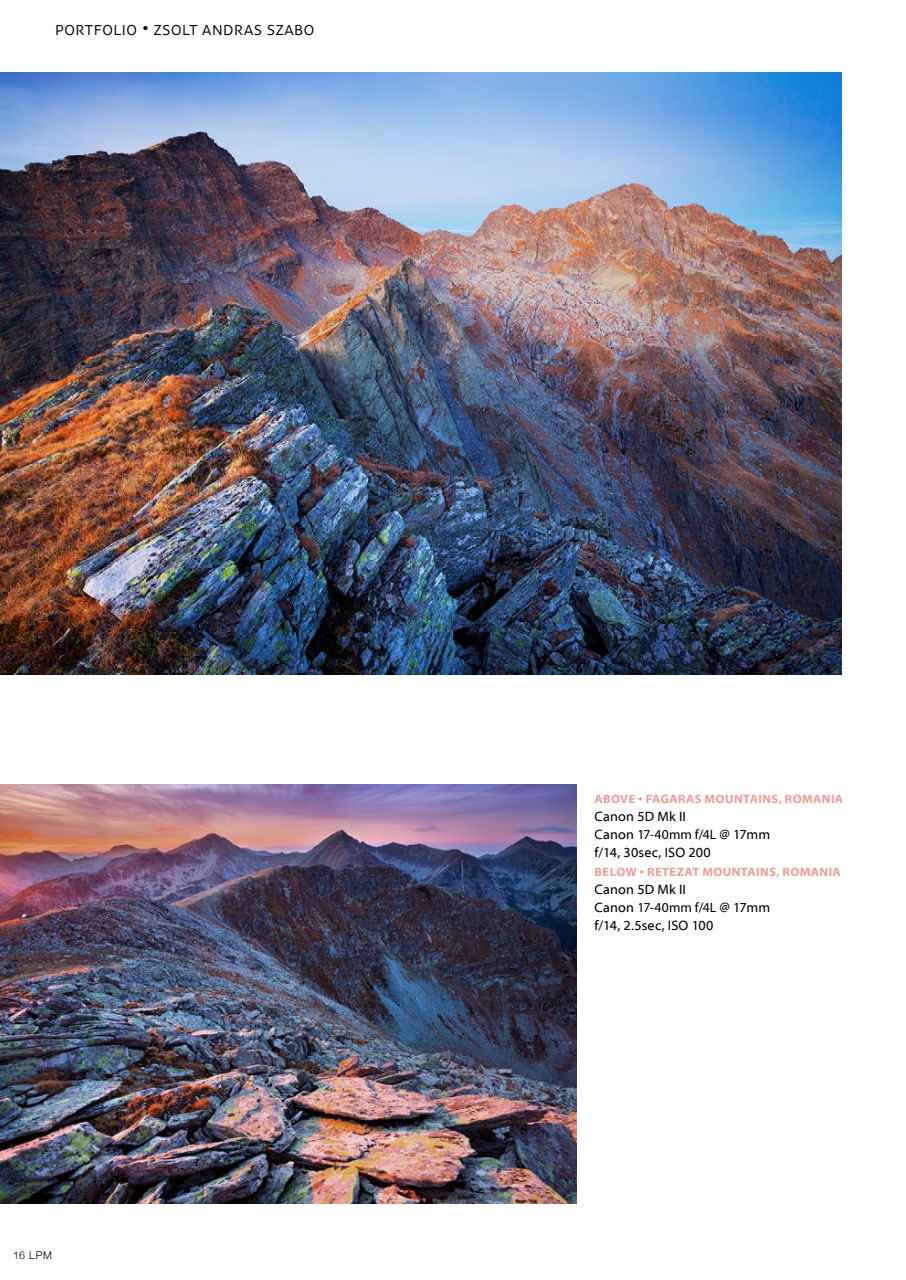 PORTFOLIO • ZSOLT ANDRAS SZABO
ABOVE • FAGARAS MOUNTAINS, ROMANIA
Canon 5D Mk II
Canon 17-40mm f/4L @ 17mm
f/14, 30sec, ISO 200
BELOW • RETEZAT MOUNTAINS, ROMANIA
Canon 5D Mk II
Canon 17-40mm f/4L @ 17mm
f/14, 2.5sec, ISO 100
16 LPM